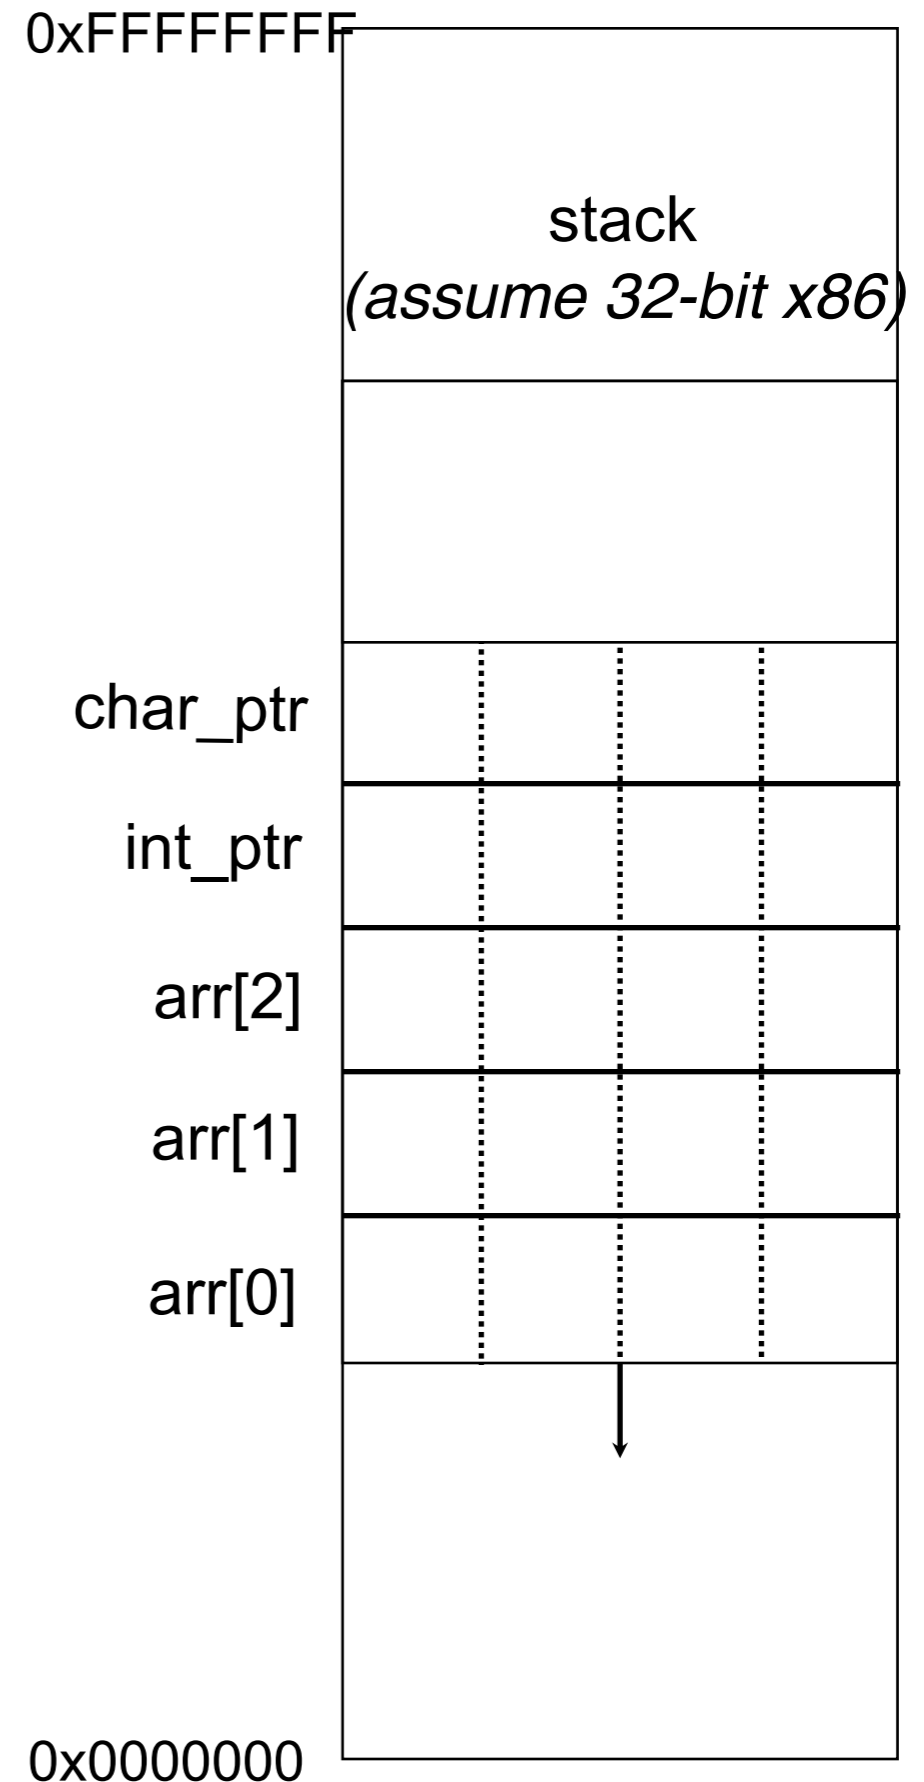 0xFFFFFFFF
stack
(assume 32-bit x86)
char_ptr
int_ptr
arr[2]
arr[1]
arr[0]
0x0000000